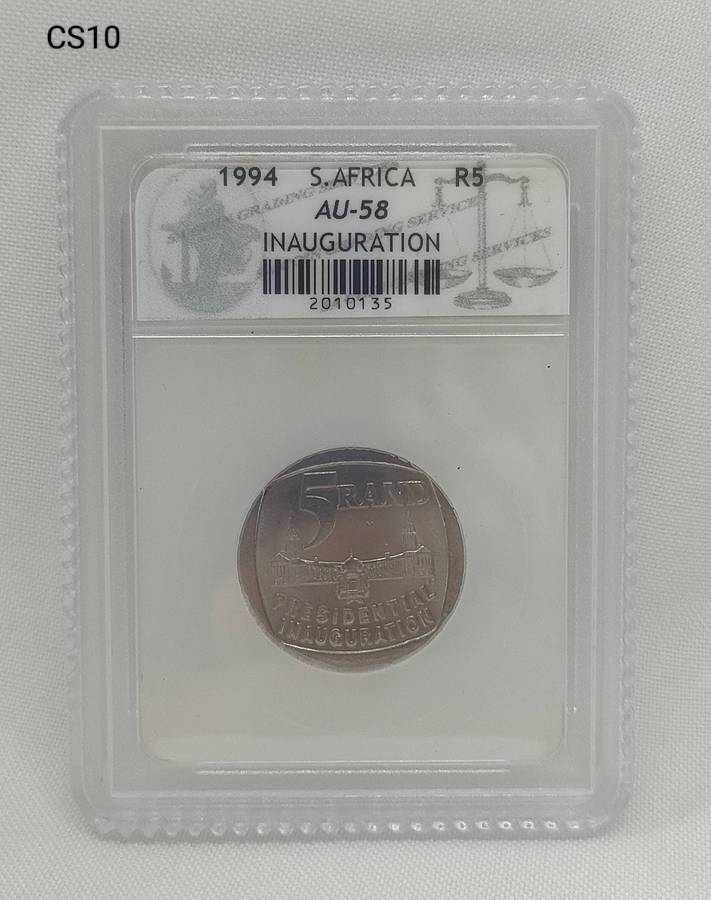 CS10
1994 S.AFRICA R5
AU-58
INAUGURATION
2010135
5 RAND
PRESIDENTIAL
INAUGURATION